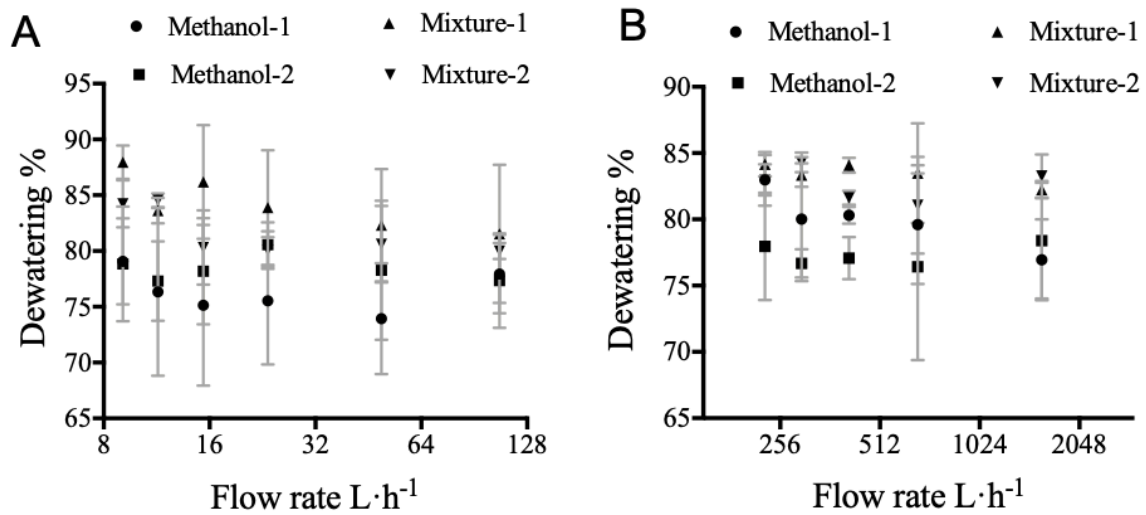 A
Methanol-1
Mixture-1
Methanol-2
Mixture-2
Dewatering %
95
90
85
80
75
70
65
8 16 32 64 128
Flow rate L·h⁻¹
B
Methanol-1
Mixture-1
Methanol-2
Mixture-2
Dewatering %
90
85
80
75
70
65
256 512 1024 2048
Flow rate L·h⁻¹